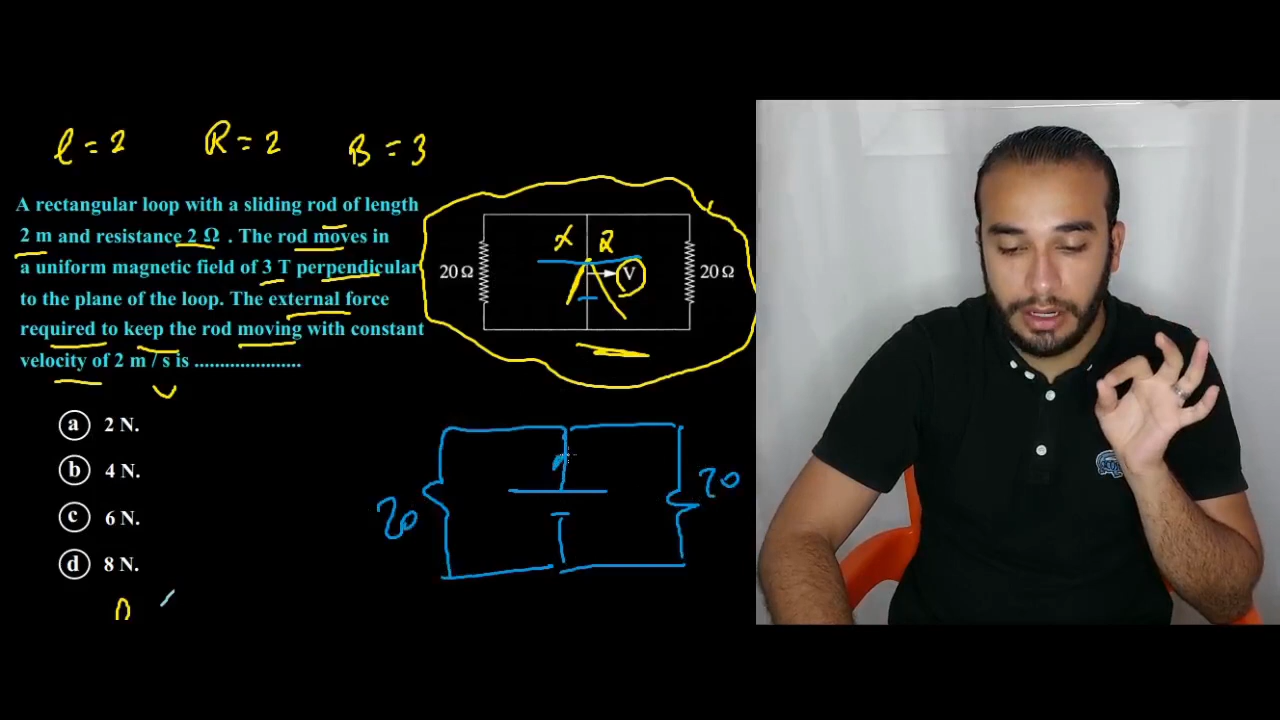 l = 2 R = 2 B = 3
A rectangular loop with a sliding rod of length
2 m and resistance 2 Ω . The rod moves in
a uniform magnetic field of 3 T perpendicular
to the plane of the loop. The external force
required to keep the rod moving with constant
velocity of 2 m / s is .....................
a 2 N.
b 4 N.
c 6 N.
d 8 N.
20 Ω
2
V
20 Ω
20
20